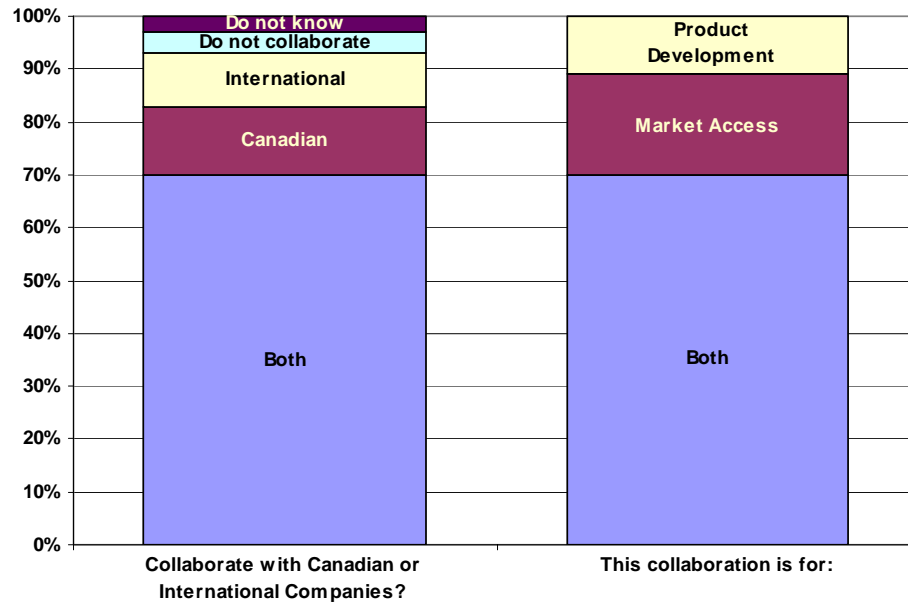 100%
90%
80%
70%
60%
50%
40%
30%
20%
10%
0%
Do not know
Do not collaborate
International
Canadian
Both
Product
Development
Market Access
Both
Collaborate with Canadian or
International Companies?
This collaboration is for: